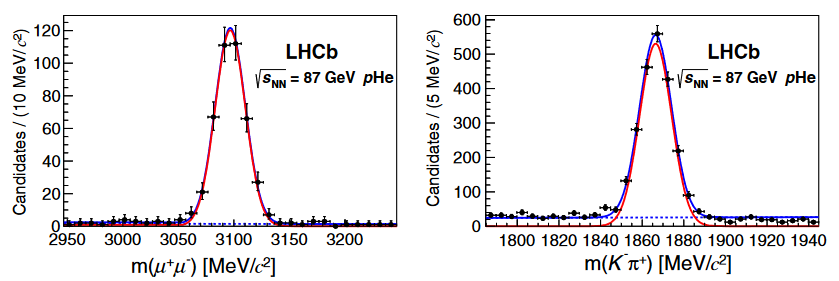 Candidates / (10 MeV/c²)
120
100
80
60
40
20
0
LHCb
√sNN = 87 GeV pHe
2950 3000 3050 3100 3150 3200
m(μ⁺μ⁻) [MeV/c²]
Candidates / (5 MeV/c²)
600
500
400
300
200
100
0
LHCb
√sNN = 87 GeV pHe
1800 1820 1840 1860 1880 1900 1920 1940
m(K⁻π⁺) [MeV/c²]